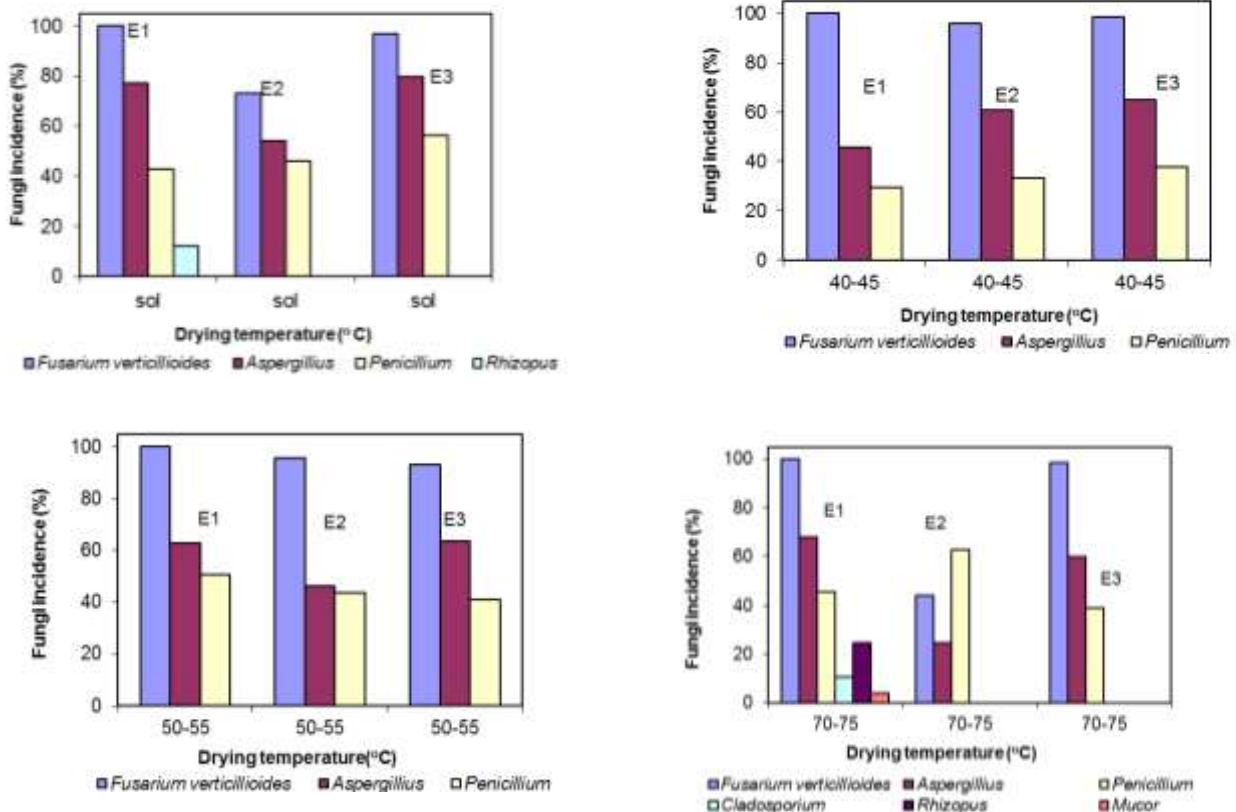 100
80
60
40
20
0
Fungi incidence (%)
E1
E2
E3
sol sol sol
Drying temperature (°C)
Fusarium verticillioides Aspergillius Penicillium Rhizopus
100
80
60
40
20
0
Fungi incidence (%)
E1
E2
E3
40-45 40-45 40-45
Drying temperature (°C)
Fusarium verticillioides Aspergillius Penicillium
100
80
60
40
20
0
Fungi incidence (%)
E1
E2
E3
50-55 50-55 50-55
Drying temperature(°C)
Fusarium verticillioides Aspergillius Penicillium
100
80
60
40
20
0
Fungi incidence (%)
E1
E2
E3
70-75 70-75 70-75
Drying temperature (°C)
Fusarium verticillioides Aspergillius Penicillium
Cladosporium Rhizopus Mucor